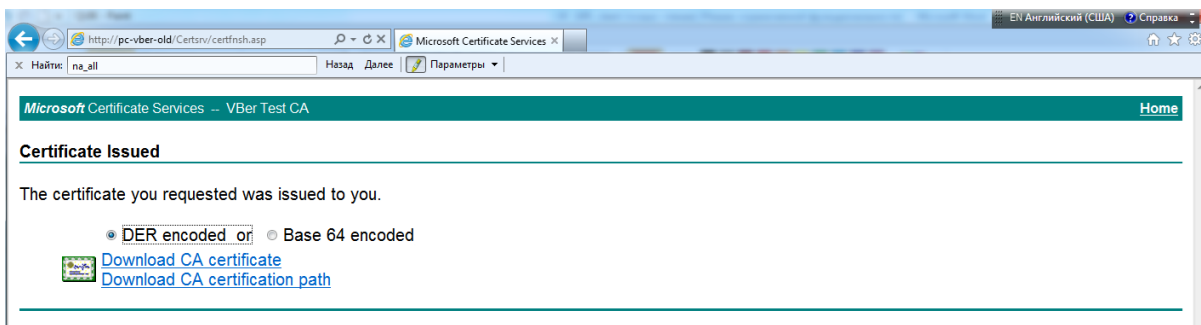 EN Английский (США) ? Справка
http://pc-vber-old/Certsrv/certfnsh.asp Microsoft Certificate Services ×
× Найти: na_all Назад Далее Параметры
Microsoft Certificate Services -- VBer Test CA Home
Certificate Issued
The certificate you requested was issued to you.
DER encoded or Base 64 encoded
Download CA certificate
Download CA certification path